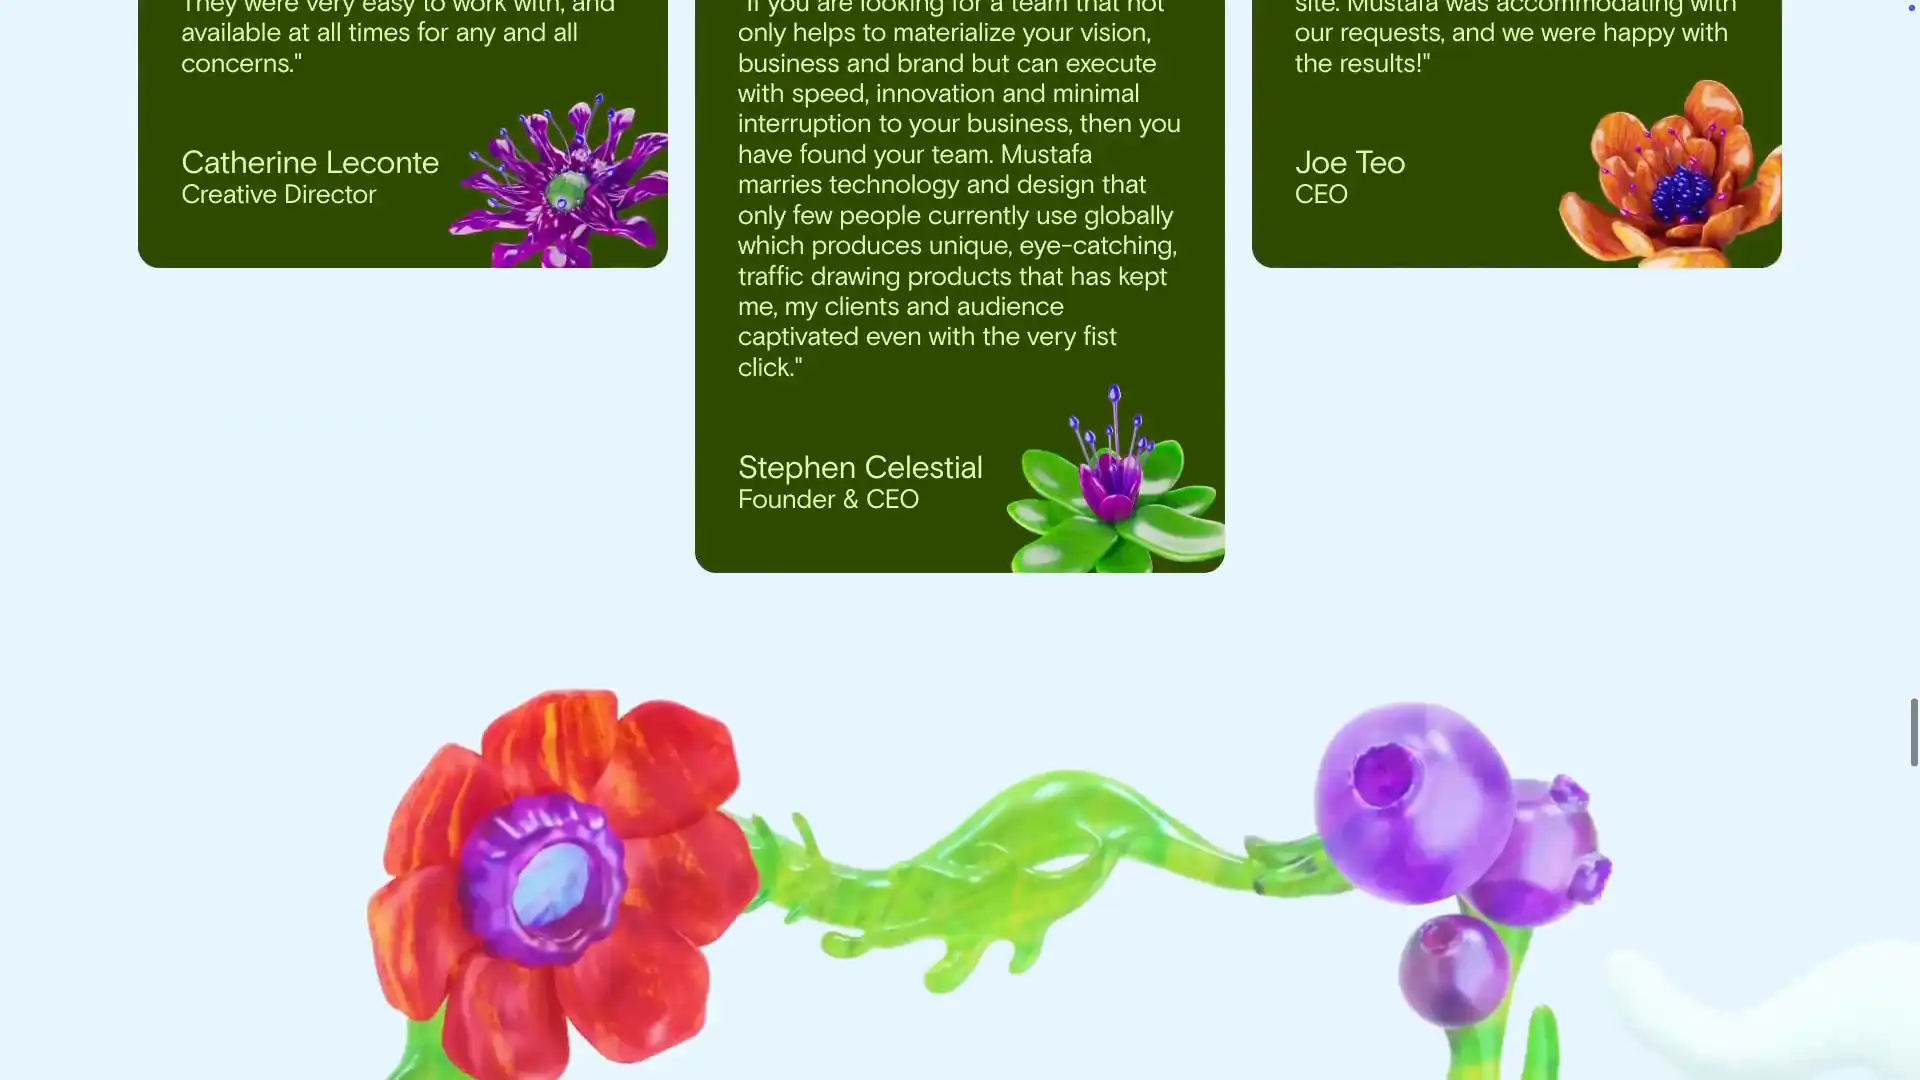 They were very easy to work with, and
available at all times for any and all
concerns."
Catherine Leconte
Creative Director
"If you are looking for a team that not
only helps to materialize your vision,
business and brand but can execute
with speed, innovation and minimal
interruption to your business, then you
have found your team. Mustafa
marries technology and design that
only few people currently use globally
which produces unique, eye-catching,
traffic drawing products that has kept
me, my clients and audience
captivated even with the very fist
click."
Stephen Celestial
Founder & CEO
site. Mustafa was accommodating with
our requests, and we were happy with
the results!"
Joe Teo
CEO